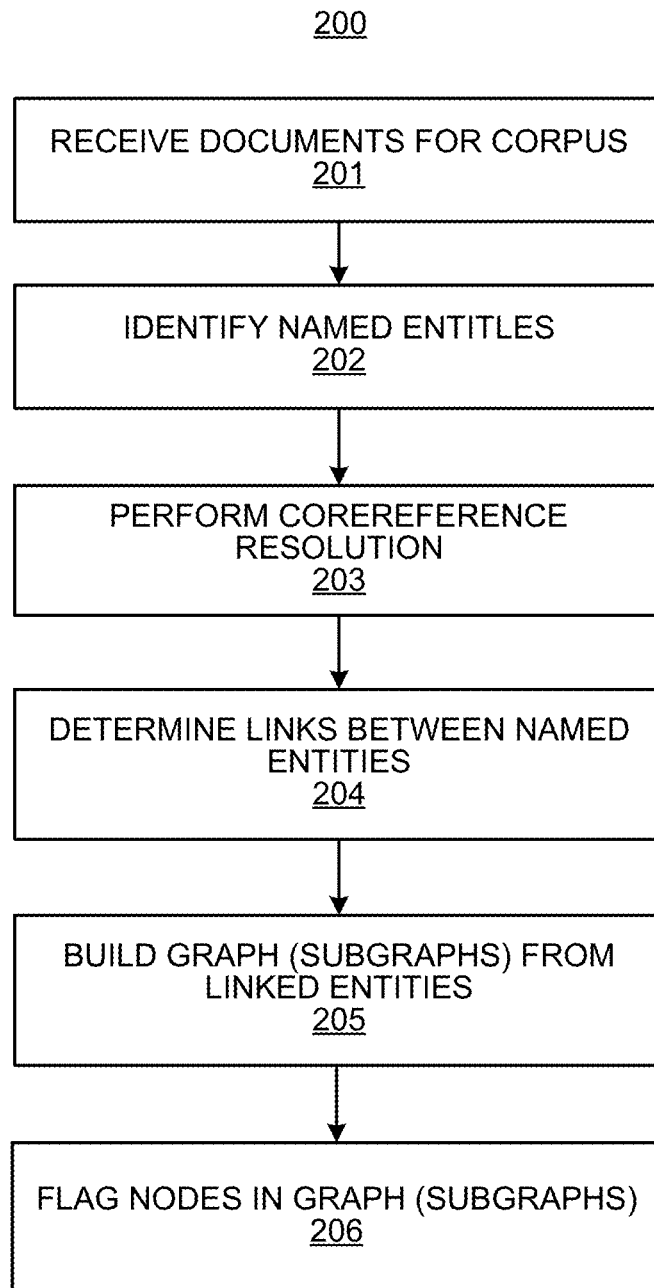 200
RECEIVE DOCUMENTS FOR CORPUS
201
IDENTIFY NAMED ENTITLES
202
PERFORM COREREFERENCE
RESOLUTION
203
DETERMINE LINKS BETWEEN NAMED
ENTITIES
204
BUILD GRAPH (SUBGRAPHS) FROM
LINKED ENTITIES
205
FLAG NODES IN GRAPH (SUBGRAPHS)
206